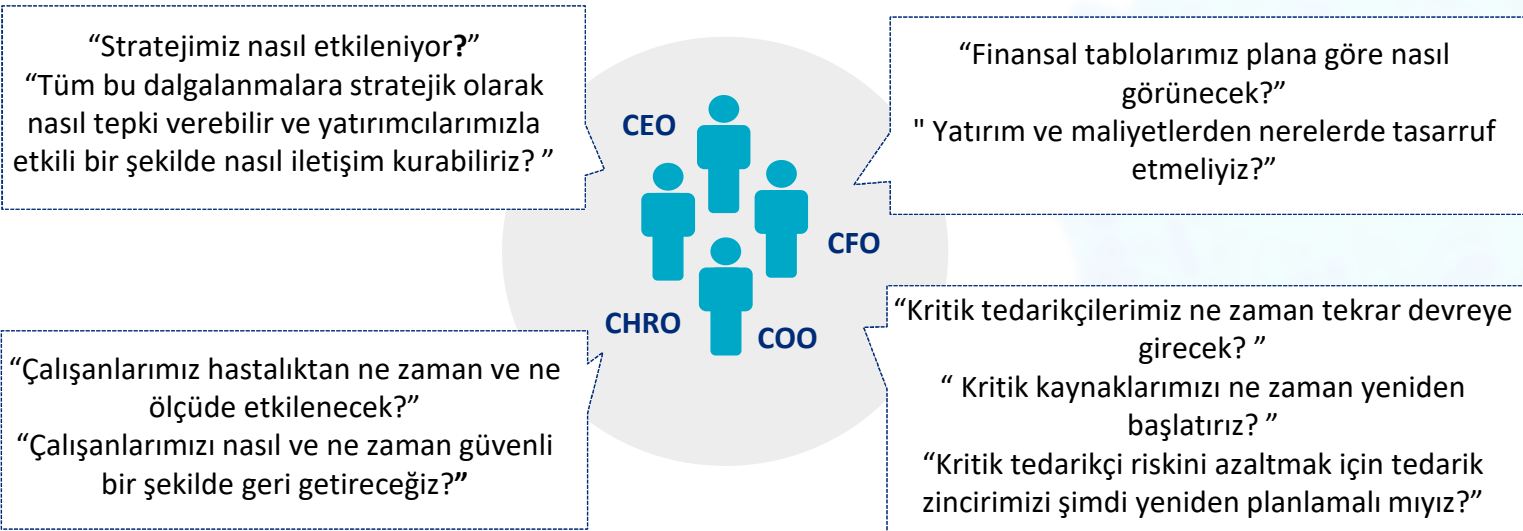 “Stratejimiz nasıl etkileniyor?”
“Tüm bu dalgalanmalara stratejik olarak
nasıl tepki verebilir ve yatırımcılarımızla
etkili bir şekilde nasıl iletişim kurabiliriz? ”
“Finansal tablolarımız plana göre nasıl
görünecek?”
" Yatırım ve maliyetlerden nerelerde tasarruf
etmeliyiz?”
CEO
CFO
CHRO
COO
“Çalışanlarımız hastalıktan ne zaman ve ne
ölçüde etkilenecek?”
“Çalışanlarımızı nasıl ve ne zaman güvenli
bir şekilde geri getireceğiz?”
“Kritik tedarikçilerimiz ne zaman tekrar devreye
girecek? ”
“ Kritik kaynaklarımızı ne zaman yeniden
başlatırız? ”
“Kritik tedarikçi riskini azaltmak için tedarik
zincirimizi şimdi yeniden planlamalı mıyız?”